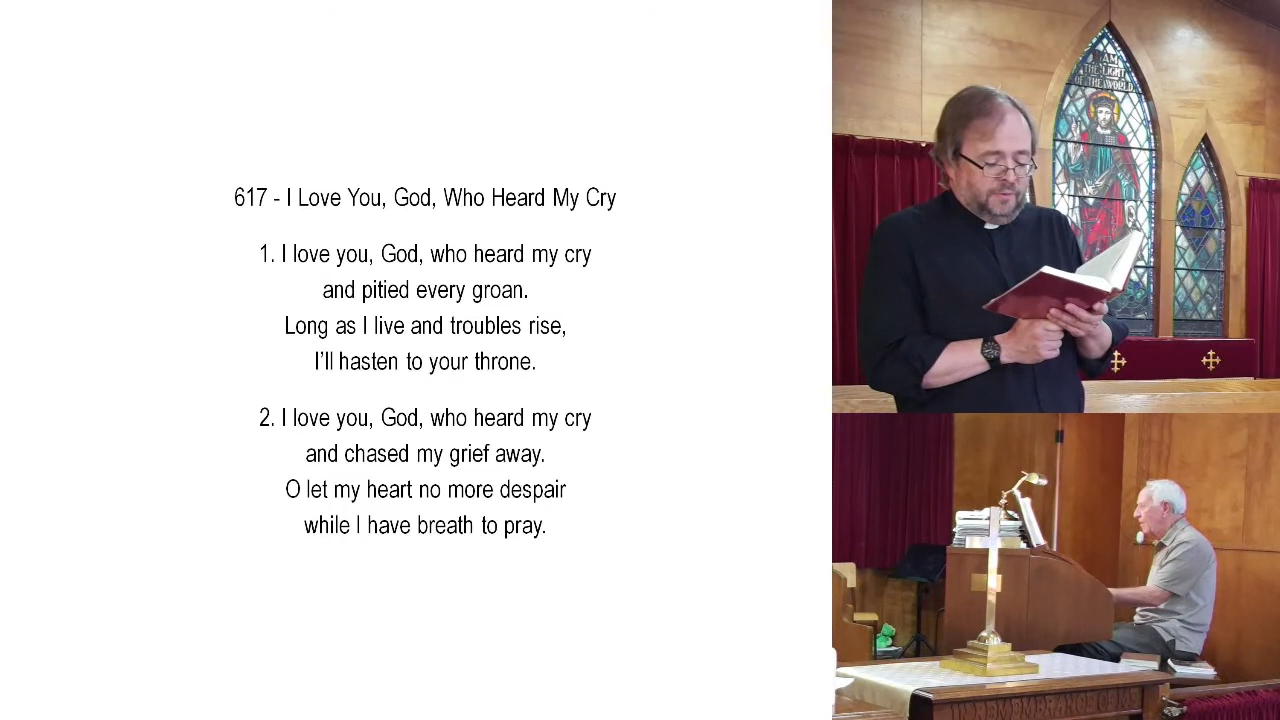 617 - I Love You, God, Who Heard My Cry
1. I love you, God, who heard my cry
and pitied every groan.
Long as I live and troubles rise,
I'll hasten to your throne.
2. I love you, God, who heard my cry
and chased my grief away.
O let my heart no more despair
while I have breath to pray.
I AM
THE LIGHT
OF THE WORLD
REMEMBRANCE OF ME